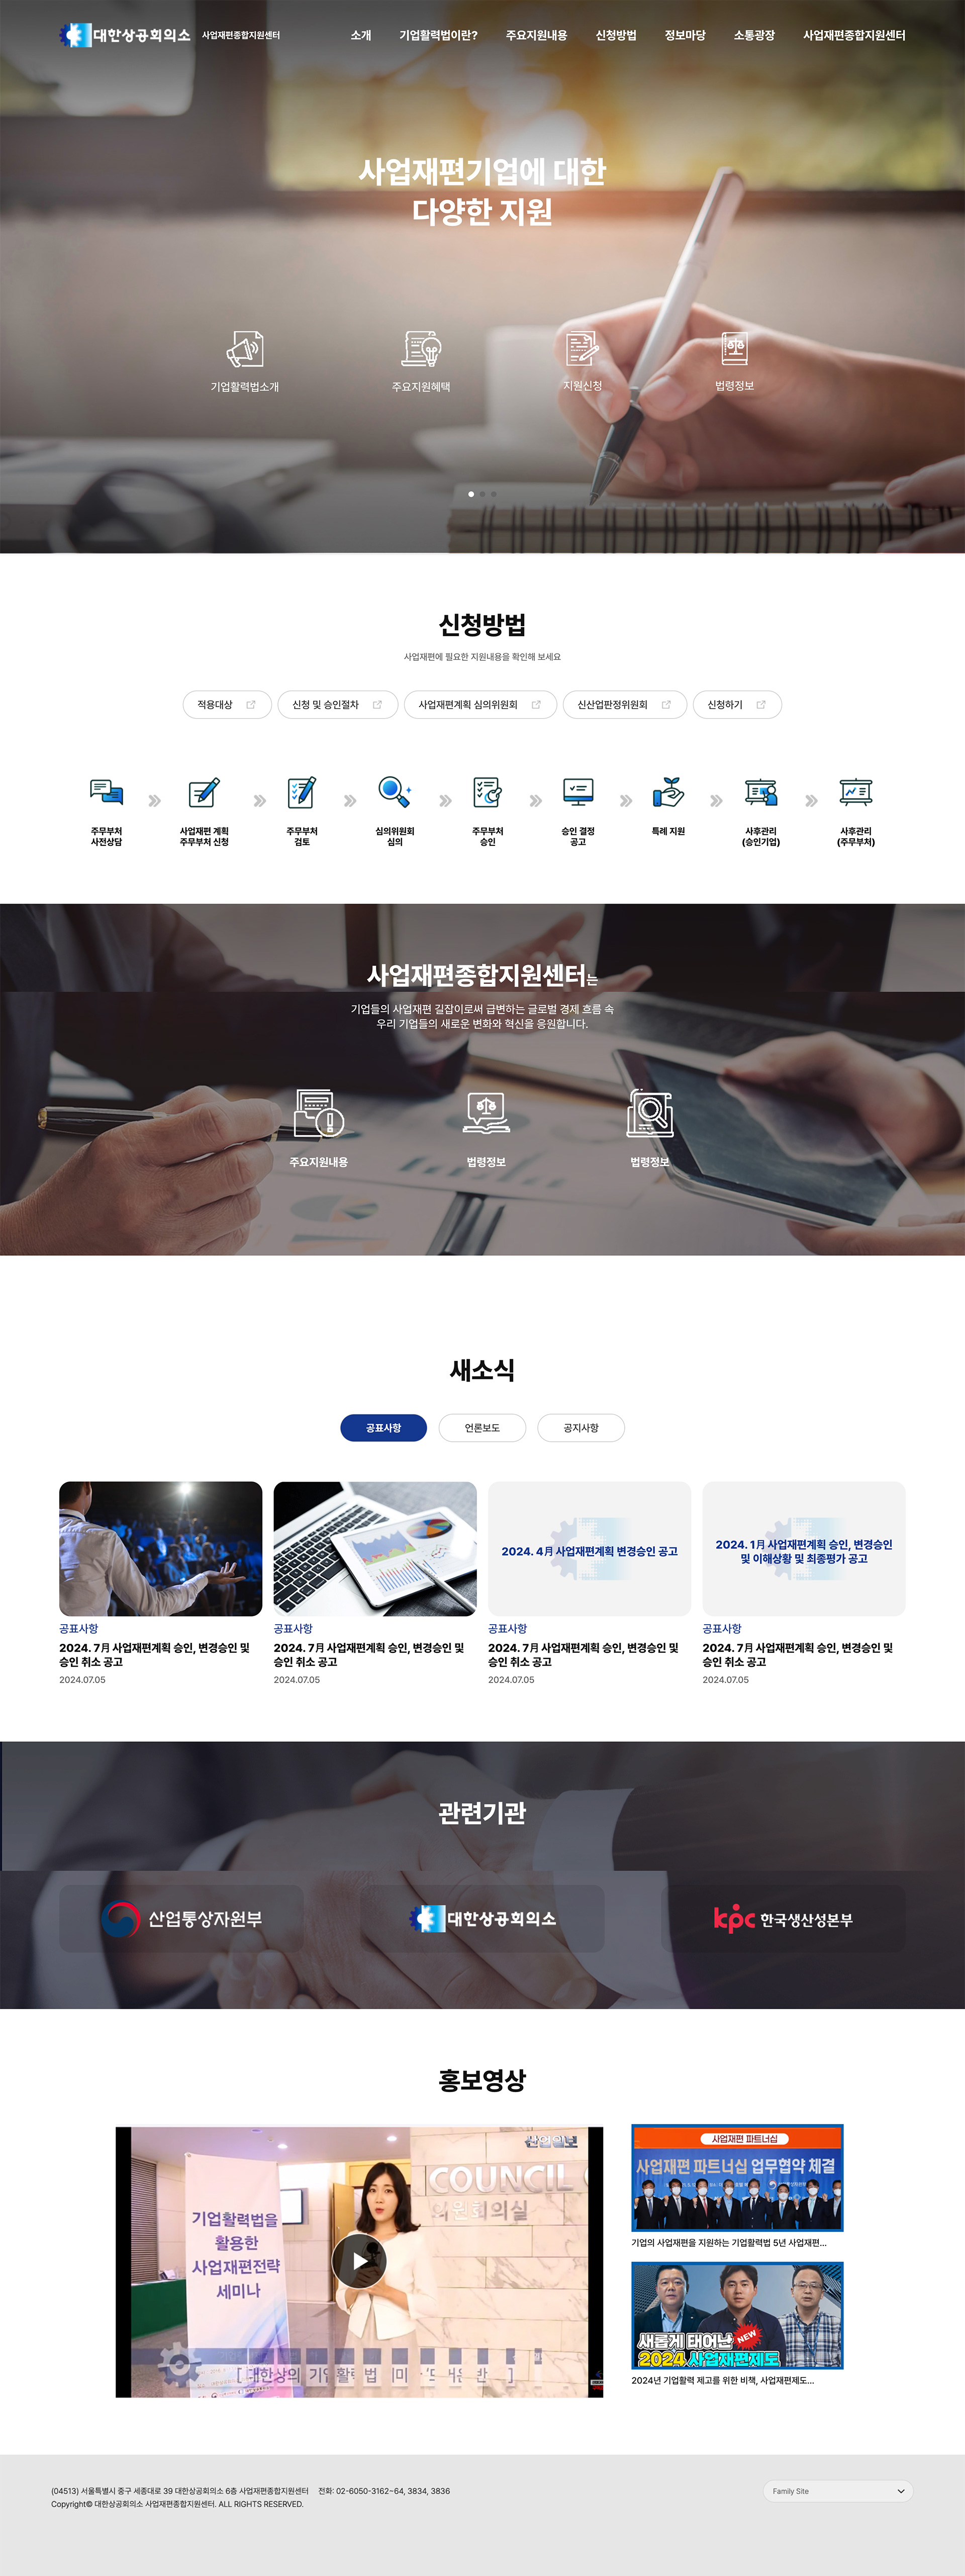 대한상공회의소 사업재편종합지원센터 소개 기업활력법이란? 주요지원내용 신청방법 정보마당 소통광장 사업재편종합지원센터
사업재편기업에 대한
다양한 지원
기업활력법소개 주요지원혜택 지원신청 법령정보
신청방법
사업재편에 필요한 지원내용을 확인해 보세요
적용대상 신청 및 승인절차 사업재편계획 심의위원회 신산업판정위원회 신청하기
주무부처
사전상담
사업재편 계획
주무부처 신청
주무부처
검토
심의위원회
심의
주무부처
승인
승인 결정
공고
특례 지원
사후관리
(승인기업)
사후관리
(주무부처)
사업재편종합지원센터는
기업들의 사업재편 길잡이로써 급변하는 글로벌 경제 흐름 속
우리 기업들의 새로운 변화와 혁신을 응원합니다.
주요지원내용 법령정보 법령정보
새소식
공표사항 언론보도 공지사항
2024. 4月 사업재편계획 변경승인 공고
2024. 1月 사업재편계획 승인, 변경승인
및 이해상황 및 최종평가 공고
공표사항
2024. 7月 사업재편계획 승인, 변경승인 및
승인 취소 공고
2024.07.05
공표사항
2024. 7月 사업재편계획 승인, 변경승인 및
승인 취소 공고
2024.07.05
공표사항
2024. 7月 사업재편계획 승인, 변경승인 및
승인 취소 공고
2024.07.05
공표사항
2024. 7月 사업재편계획 승인, 변경승인 및
승인 취소 공고
2024.07.05
관련기관
산업통상자원부 대한상공회의소 kpc 한국생산성본부
홍보영상
COUNCIL
회의실
기업활력법을
활용한
사업재편전략
세미나
사업재편 파트너십
사업재편 파트너십 업무협약 체결
기업의 사업재편을 지원하는 기업활력법 5년 사업재편...
새롭게 태어난 NEW
2024 사업재편제도
2024년 기업활력 제고를 위한 비책, 사업재편제도...
(04513) 서울특별시 중구 세종대로 39 대한상공회의소 6층 사업재편종합지원센터 전화: 02-6050-3162~64, 3834, 3836
Copyright© 대한상공회의소 사업재편종합지원센터. ALL RIGHTS RESERVED.
Family Site